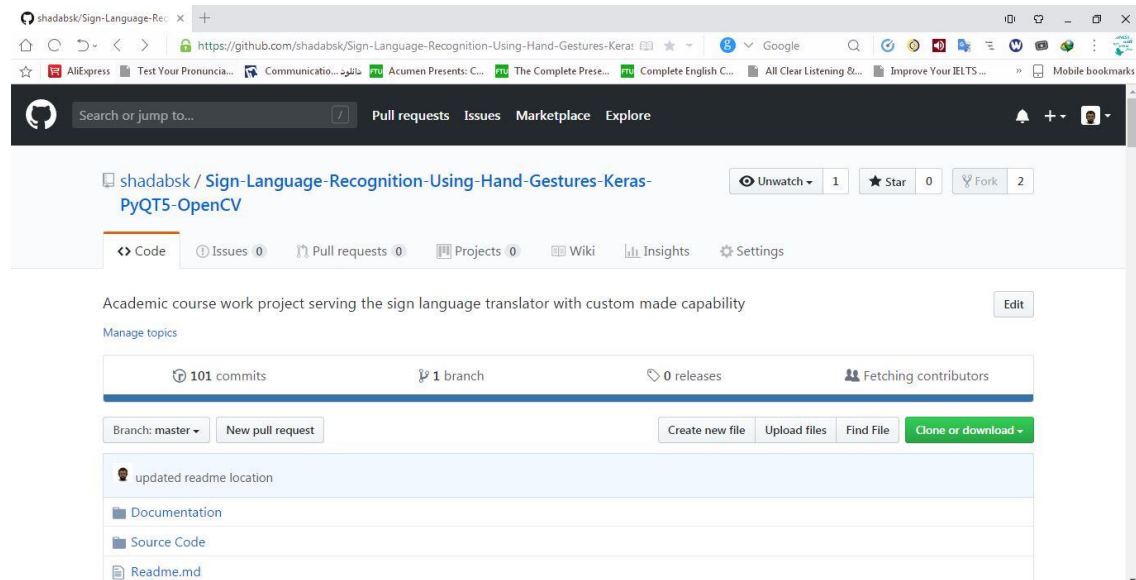 shadabsk/Sign-Language-Rec
https://github.com/shadabsk/Sign-Language-Recognition-Using-Hand-Gestures-Keras
Google
AliExpress Test Your Pronuncia... Communicatio... دانلود Acumen Presents: C... The Complete Prese... Complete English C... All Clear Listening &... Improve Your IELTS ... » Mobile bookmarks
Search or jump to... / Pull requests Issues Marketplace Explore
shadabsk / Sign-Language-Recognition-Using-Hand-Gestures-Keras-
PyQT5-OpenCV
Unwatch 1 Star 0 Fork 2
Code Issues 0 Pull requests 0 Projects 0 Wiki Insights Settings
Academic course work project serving the sign language translator with custom made capability Edit
Manage topics
101 commits 1 branch 0 releases Fetching contributors
Branch: master New pull request Create new file Upload files Find File Clone or download
updated readme location
Documentation
Source Code
Readme.md